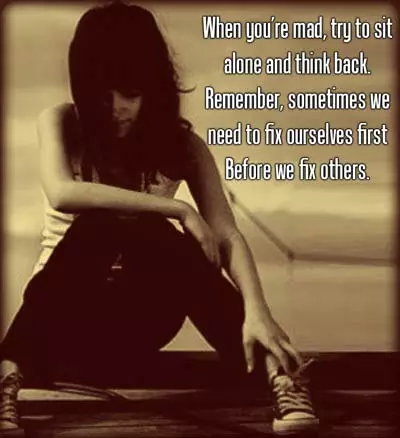 When you're mad, try to sit
alone and think back.
Remember, sometimes we
need to fix ourselves first
Before we fix others.